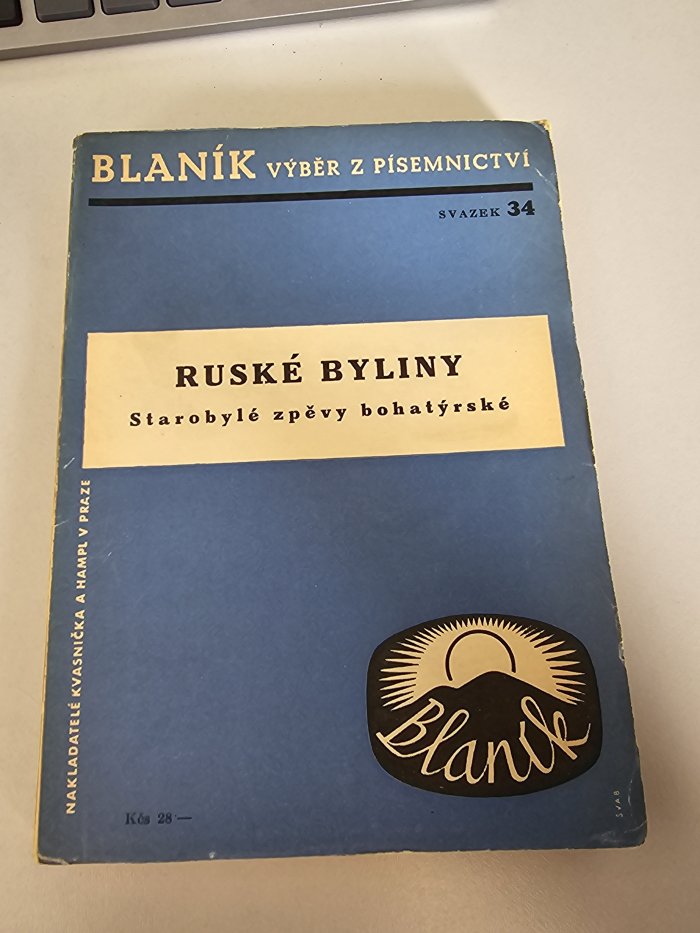 BLANÍK VÝBĚR Z PÍSEMNICTVÍ
SVAZEK 34
RUSKÉ BYLINY
Starobylé zpěvy bohatýrské
NAKLADATELÉ KVASNIČKA A HAMPL V PRAZE
Blaník
Kčs 28·—
ŠVAB